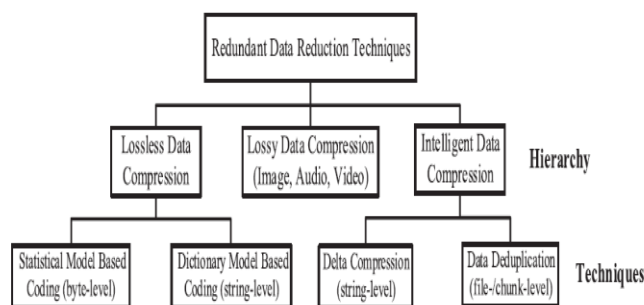 Redundant Data Reduction Techniques
Lossless Data
Compression
Lossy Data Compression
(Image, Audio, Video)
Intelligent Data
Compression
Hierarchy
Statistical Model Based
Coding (byte-level)
Dictionary Model Based
Coding (string-level)
Delta Compression
(string-level)
Data Deduplication
(file-/chunk-level)
Techniques